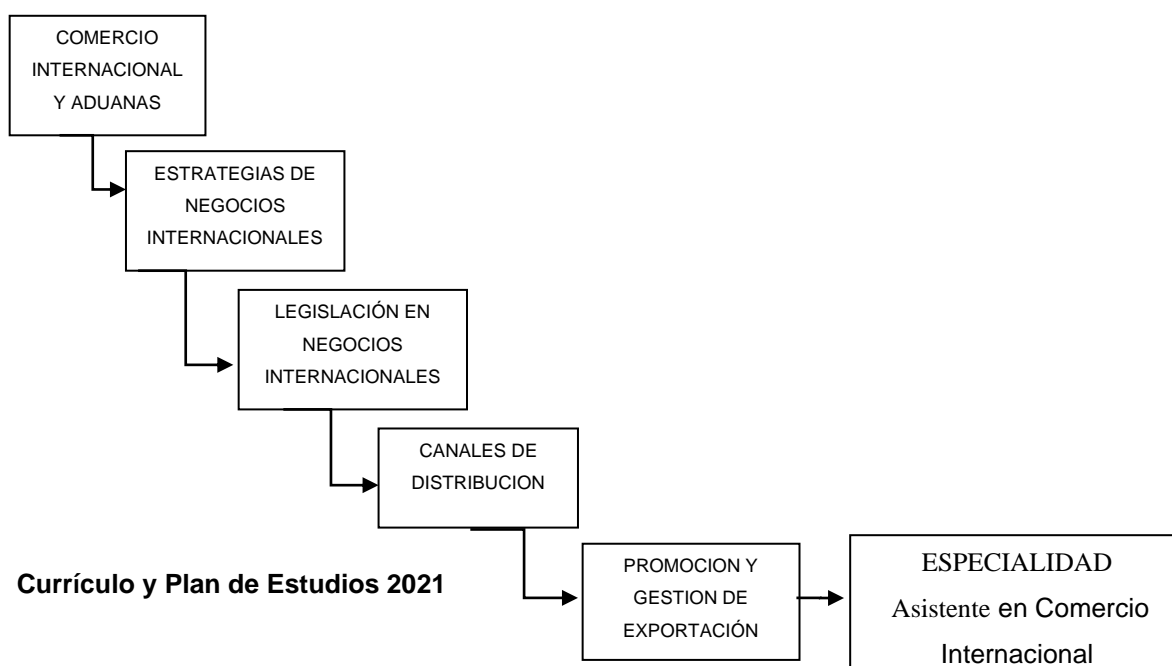 COMERCIO
INTERNACIONAL
Y ADUANAS
ESTRATEGIAS DE
NEGOCIOS
INTERNACIONALES
LEGISLACIÓN EN
NEGOCIOS
INTERNACIONALES
CANALES DE
DISTRIBUCION
Currículo y Plan de Estudios 2021
PROMOCION Y
GESTION DE
EXPORTACIÓN
ESPECIALIDAD
Asistente en Comercio
Internacional